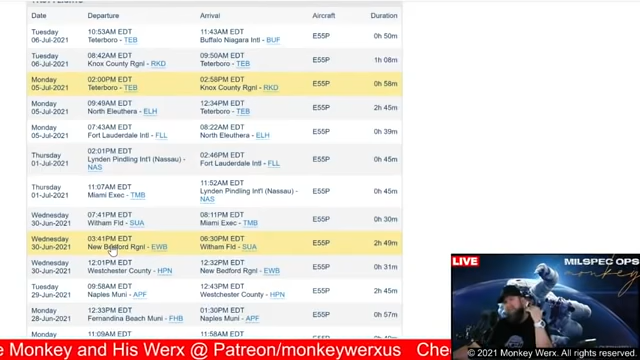 Date Departure Arrival Aircraft Duration
Tuesday 10:53AM EDT 11:43AM EDT
06-Jul-2021 Teterboro - TEB Buffalo Niagara Intl - BUF E55P 0h 50m
Tuesday 08:42AM EDT 09:50AM EDT
06-Jul-2021 Knox County Rgnl - RKD Teterboro - TEB E55P 1h 08m
Monday 02:00PM EDT 02:58PM EDT
05-Jul-2021 Teterboro - TEB Knox County Rgnl - RKD E55P 0h 58m
Monday 09:49AM EDT 12:34PM EDT
05-Jul-2021 North Eleuthera - ELH Teterboro - TEB E55P 2h 45m
Monday 07:43AM EDT 08:22AM EDT
05-Jul-2021 Fort Lauderdale Intl - FLL North Eleuthera - ELH E55P 0h 39m
Thursday 02:01PM EDT 02:46PM EDT
01-Jul-2021 Lynden Pindling Int'l (Nassau) - NAS Fort Lauderdale Intl - FLL E55P 0h 45m
Thursday 11:07AM EDT 11:52AM EDT
01-Jul-2021 Miami Exec - TMB Lynden Pindling Int'l (Nassau) - NAS E55P 0h 45m
Wednesday 07:41PM EDT 08:11PM EDT
30-Jun-2021 Witham Fld - SUA Miami Exec - TMB E55P 0h 30m
Wednesday 03:41PM EDT 06:30PM EDT
30-Jun-2021 New Bedford Rgnl - EWB Witham Fld - SUA E55P 2h 49m
Wednesday 12:01PM EDT 12:32PM EDT
30-Jun-2021 Westchester County - HPN New Bedford Rgnl - EWB E55P 0h 31m
Tuesday 09:58AM EDT 12:43PM EDT
29-Jun-2021 Naples Muni - APF Westchester County - HPN E55P 2h 45m
Monday 12:33PM EDT 01:30PM EDT
28-Jun-2021 Fernandina Beach Muni - FHB Naples Muni - APF E55P 0h 57m
Monday 11:09AM EDT 11:58AM EDT
LIVE
MILSPEC OPS
monkey
© 2021 Monkey Werx. All rights reserved.
e Monkey and His Werx @ Patreon/monkeywerxus Che